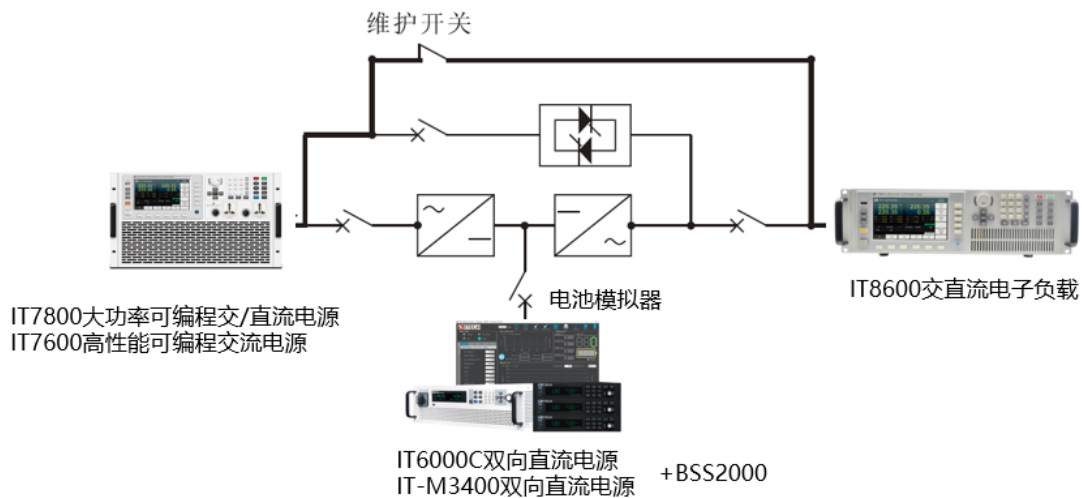 维护开关
IT7800大功率可编程交/直流电源
IT7600高性能可编程交流电源
电池模拟器
IT8600交直流电子负载
IT6000C双向直流电源
IT-M3400双向直流电源
+BSS2000